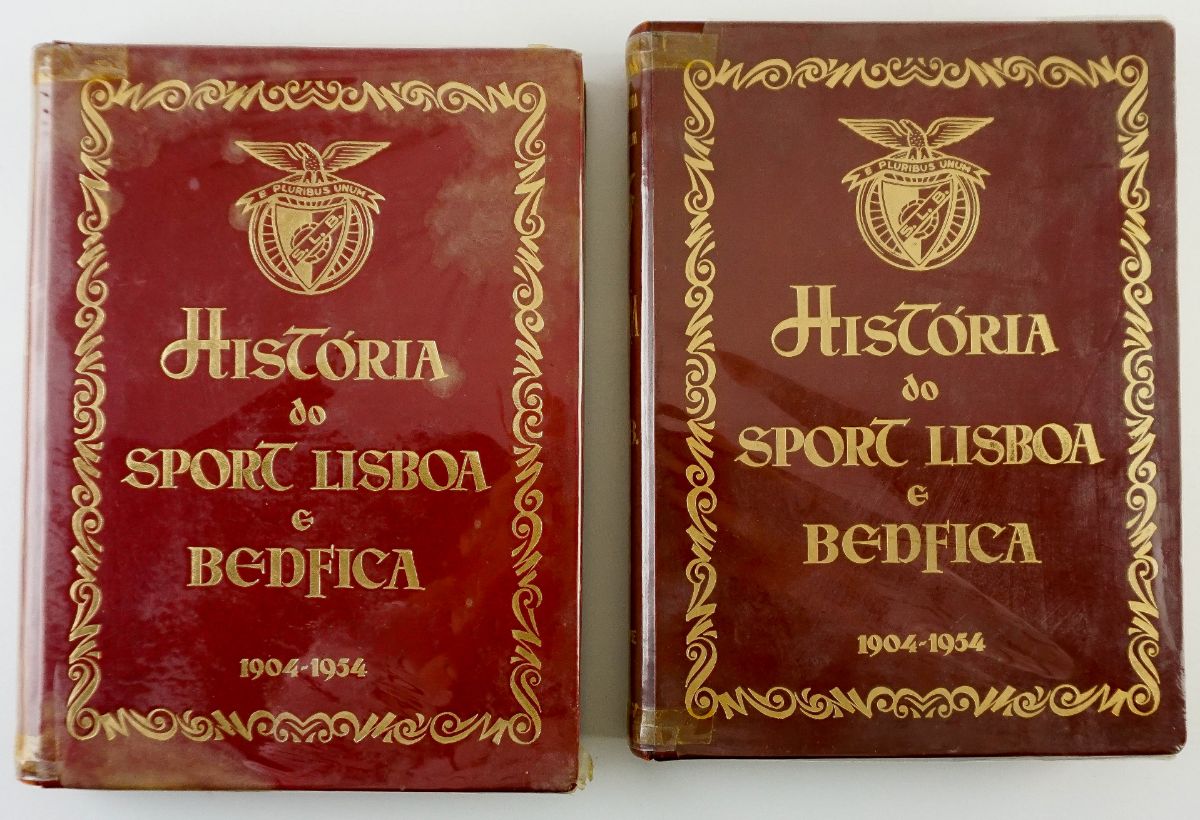 E PLURIBUS UNUM
S.L.B.
HISTÓRIA
do
SPORT LISBOA
e
BENFICA
1904-1954
E PLURIBUS UNUM
S.L.B.
HISTÓRIA
do
SPORT LISBOA
e
BENFICA
1904-1954